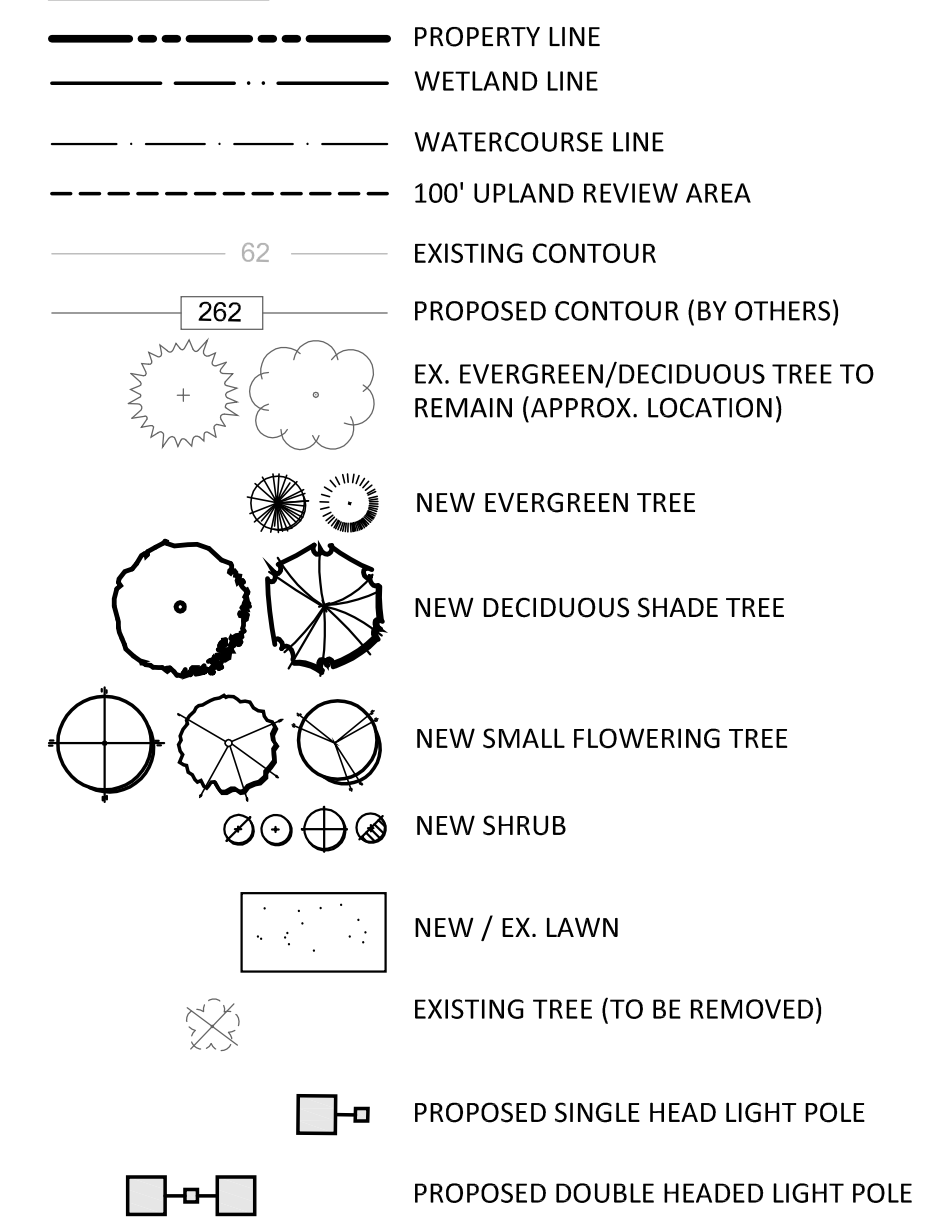 PROPERTY LINE
WETLAND LINE
WATERCOURSE LINE
100' UPLAND REVIEW AREA
62
EXISTING CONTOUR
262
PROPOSED CONTOUR (BY OTHERS)
EX. EVERGREEN/DECIDUOUS TREE TO
REMAIN (APPROX. LOCATION)
NEW EVERGREEN TREE
NEW DECIDUOUS SHADE TREE
NEW SMALL FLOWERING TREE
NEW SHRUB
NEW / EX. LAWN
EXISTING TREE (TO BE REMOVED)
PROPOSED SINGLE HEAD LIGHT POLE
PROPOSED DOUBLE HEADED LIGHT POLE